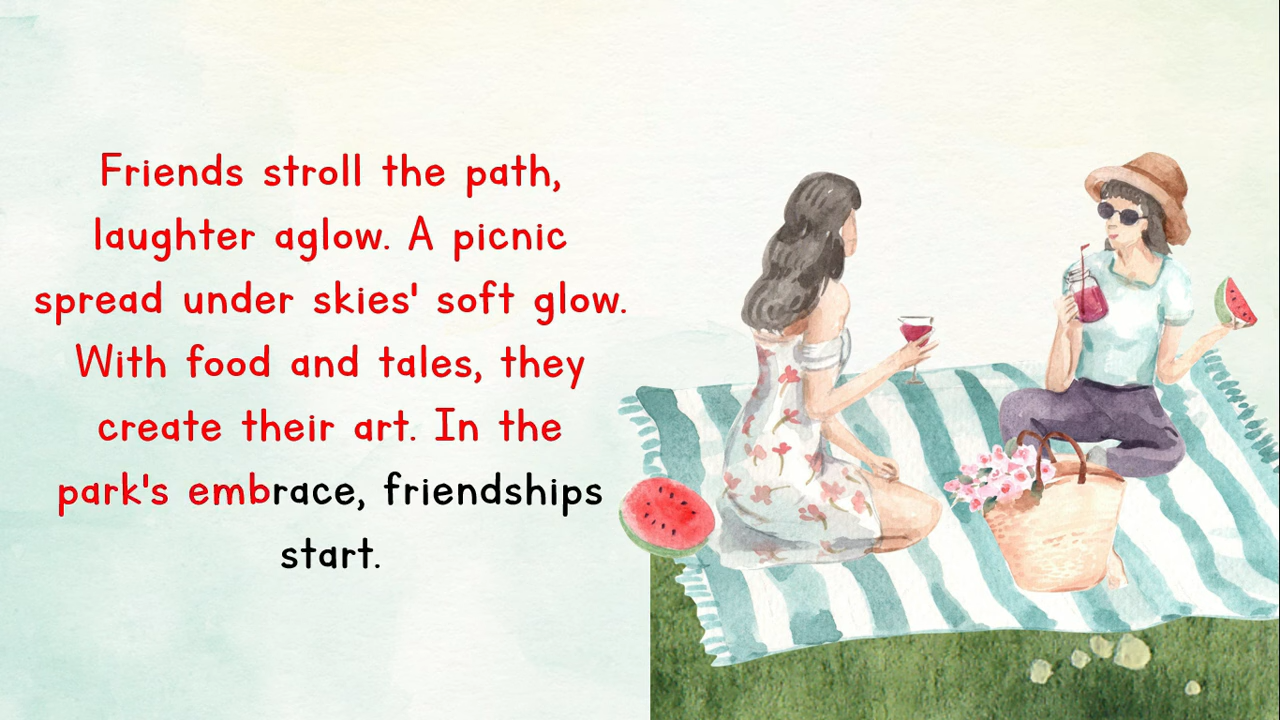 Friends stroll the path,
laughter aglow. A picnic
spread under skies' soft glow.
With food and tales, they
create their art. In the
park's embrace, friendships
start.